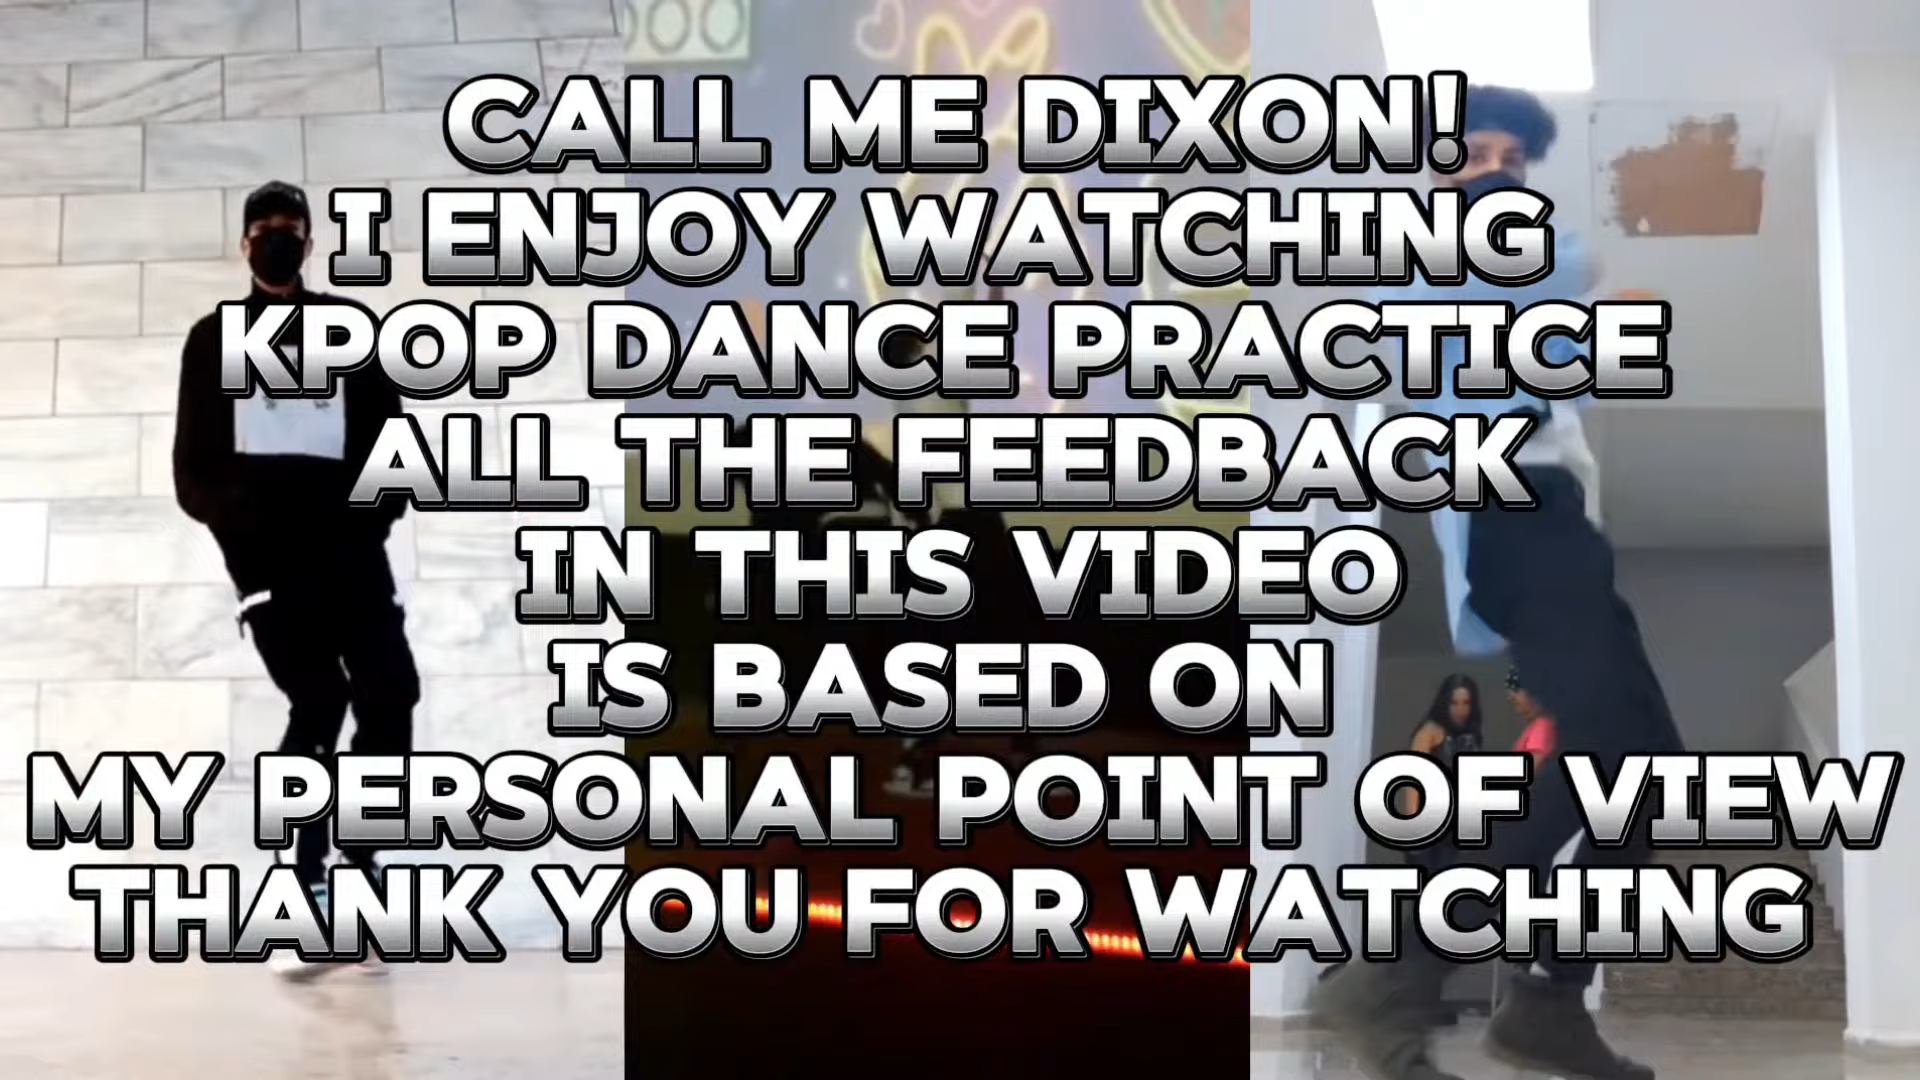 CALL ME DIXON!
I ENJOY WATCHING
KPOP DANCE PRACTICE
ALL THE FEEDBACK
IN THIS VIDEO
IS BASED ON
MY PERSONAL POINT OF VIEW
THANK YOU FOR WATCHING